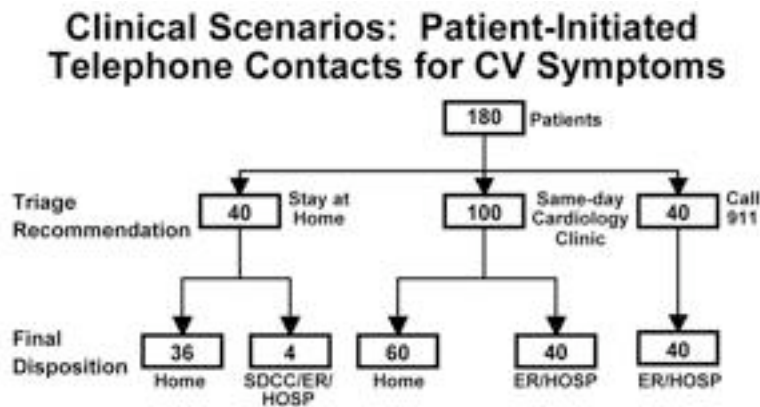 Clinical Scenarios: Patient-Initiated
Telephone Contacts for CV Symptoms
180 Patients
Triage
Recommendation
40 Stay at
Home
100 Same-day
Cardiology
Clinic
40 Call
911
Final
Disposition
36
Home
4
SDCC/ER/
HOSP
60
Home
40
ER/HOSP
40
ER/HOSP